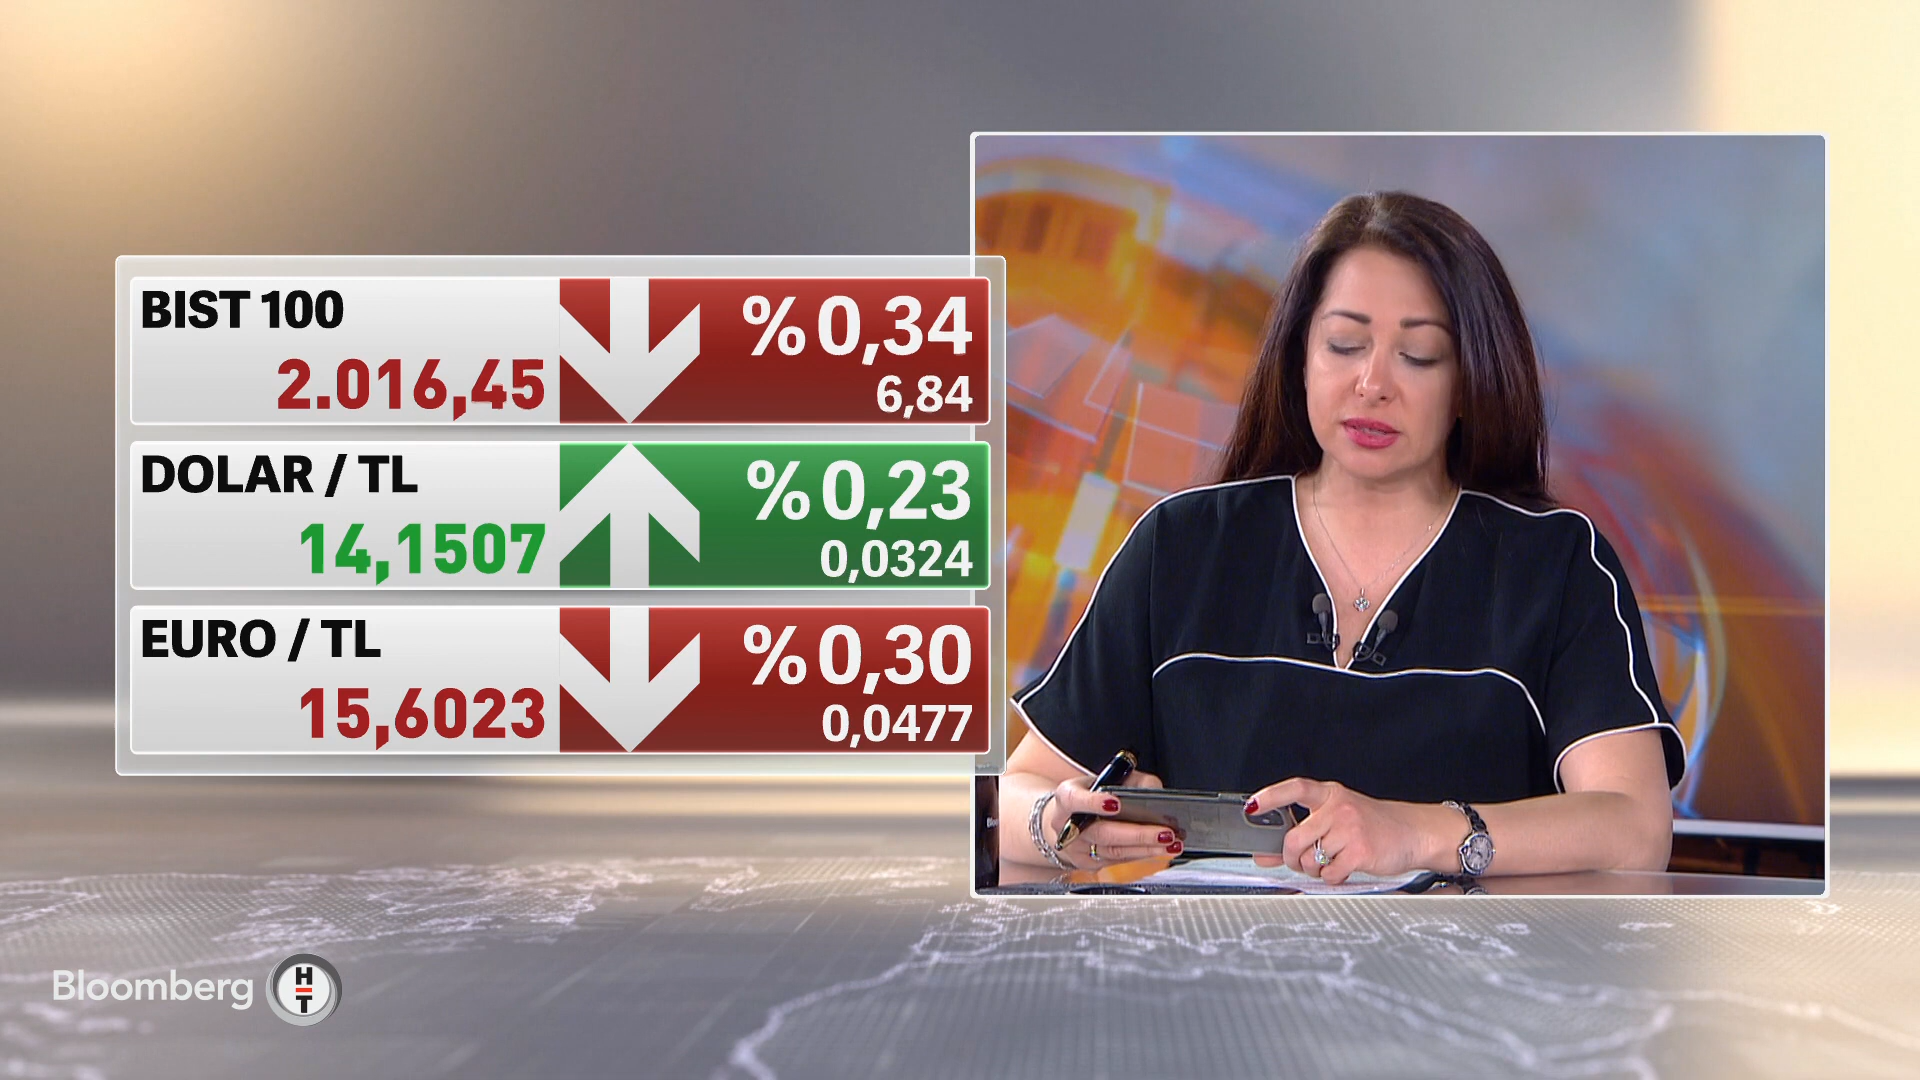 BIST 100
2.016,45
%0,34
6,84
DOLAR / TL
14,1507
%0,23
0,0324
EURO / TL
15,6023
%0,30
0,0477
Bloomberg HT